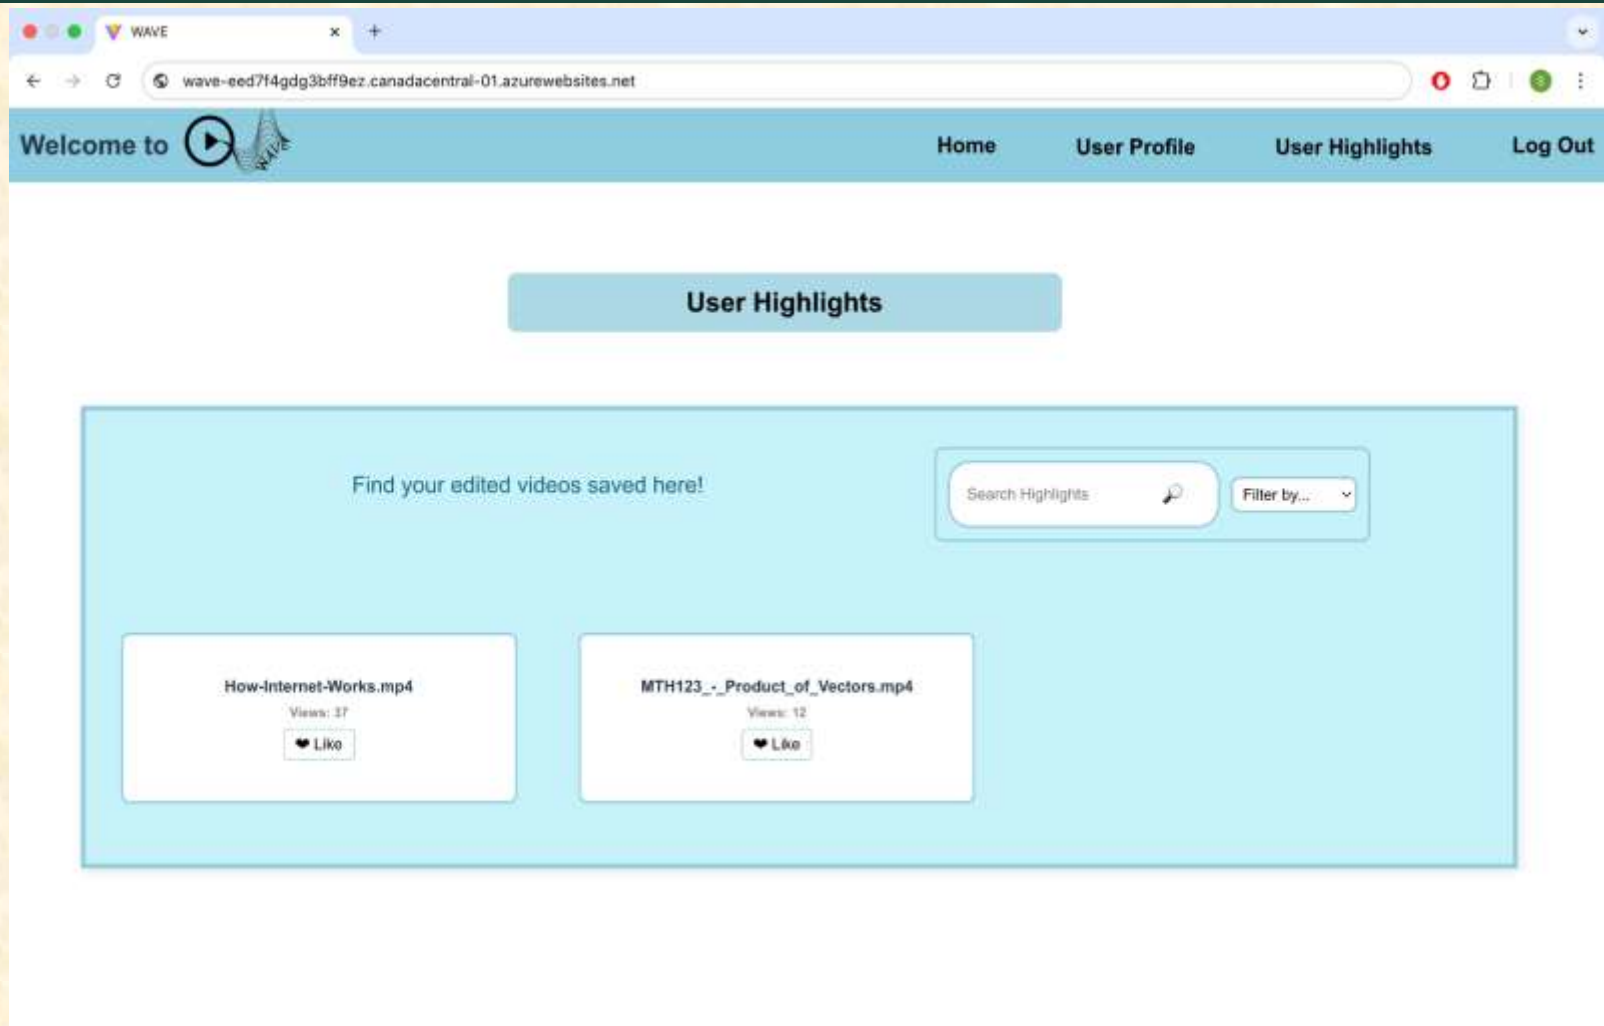 WAVE
wave-eed7f4gdg3bff9ez.canadacentral-01.azurewebsites.net
Welcome to WAVE Home User Profile User Highlights Log Out
User Highlights
Find your edited videos saved here!
Search Highlights Filter by...
How-Internet-Works.mp4 MTH123_-_Product_of_Vectors.mp4
Views: 37 Views: 12
❤ Like ❤ Like